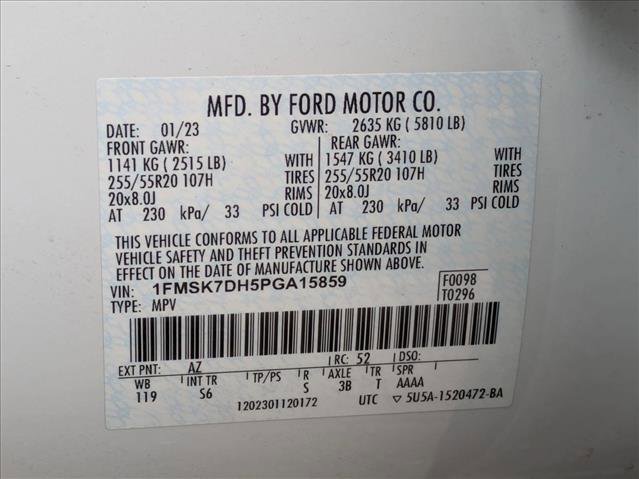 MFD. BY FORD MOTOR CO.
DATE: 01/23 GVWR: 2635 KG ( 5810 LB)
FRONT GAWR: REAR GAWR:
1141 KG ( 2515 LB) WITH 1547 KG ( 3410 LB) WITH
255/55R20 107H TIRES 255/55R20 107H TIRES
20x8.0J RIMS 20x8.0J RIMS
AT 230 kPa/ 33 PSI COLD AT 230 kPa/ 33 PSI COLD
THIS VEHICLE CONFORMS TO ALL APPLICABLE FEDERAL MOTOR
VEHICLE SAFETY AND THEFT PREVENTION STANDARDS IN
EFFECT ON THE DATE OF MANUFACTURE SHOWN ABOVE.
VIN: 1FMSK7DH5PGA15859 F0098
TYPE: MPV T0296
EXT PNT: AZ RC: 52 DSO:
WB INT TR TP/PS R AXLE TR SPR
119 S6 S 3B T AAAA
1202301120172 UTC ▽ 5U5A-1520472-BA